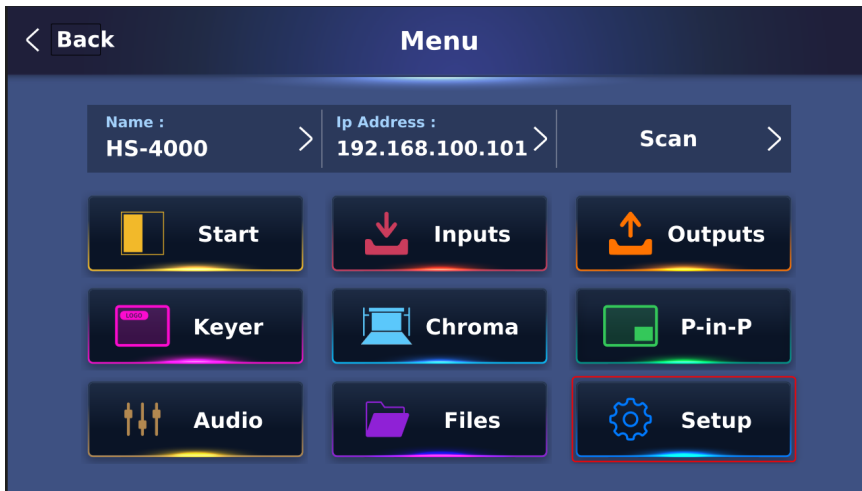 Back
Menu
Name :
HS-4000
Ip Address :
192.168.100.101
Scan
Start
Inputs
Outputs
LOGO
Keyer
Chroma
P-in-P
Audio
Files
Setup